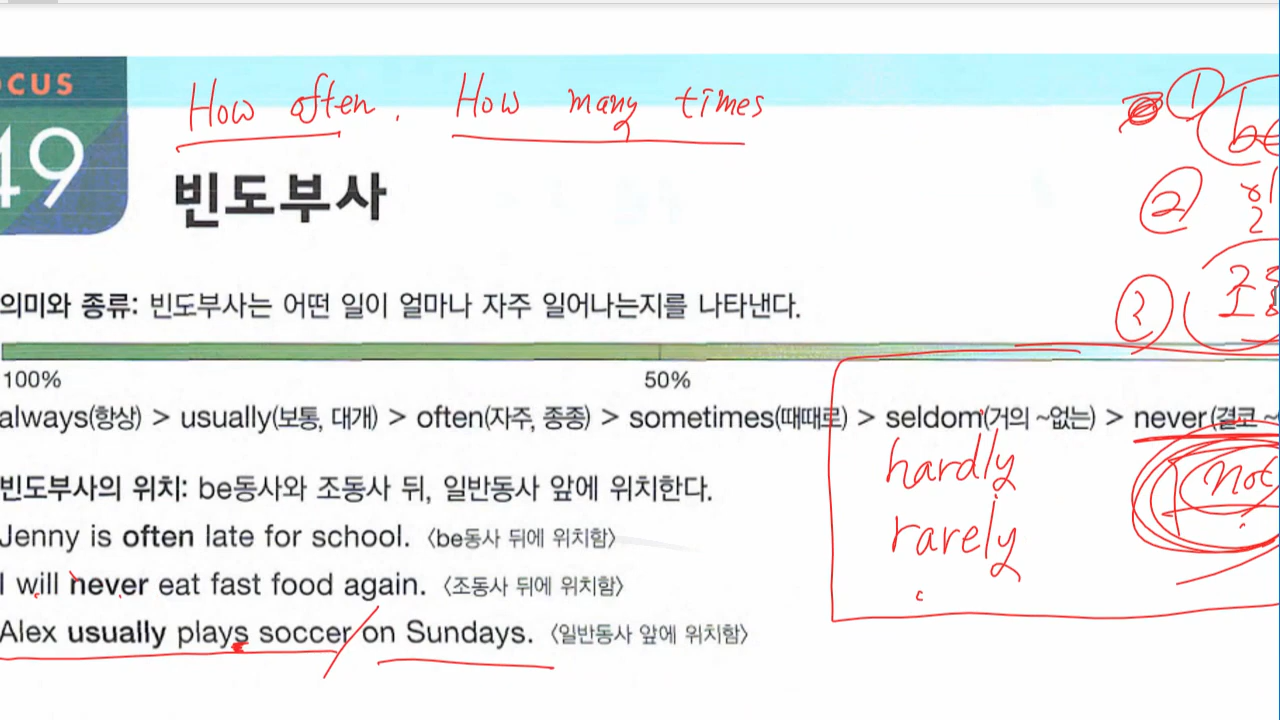 How often. How many times
①
be
②
OCUS
49
빈도부사
의미와 종류: 빈도부사는 어떤 일이 얼마나 자주 일어나는지를 나타낸다.
100% 50%
always(항상) > usually(보통, 대개) > often(자주, 종종) > sometimes(때때로) > seldom(거의 ~없는) > never(결코 ~
hardly
not
rarely
빈도부사의 위치: be동사와 조동사 뒤, 일반동사 앞에 위치한다.
Jenny is often late for school. 〈be동사 뒤에 위치함〉
I will never eat fast food again. 〈조동사 뒤에 위치함〉
Alex usually plays soccer on Sundays. 〈일반동사 앞에 위치함〉